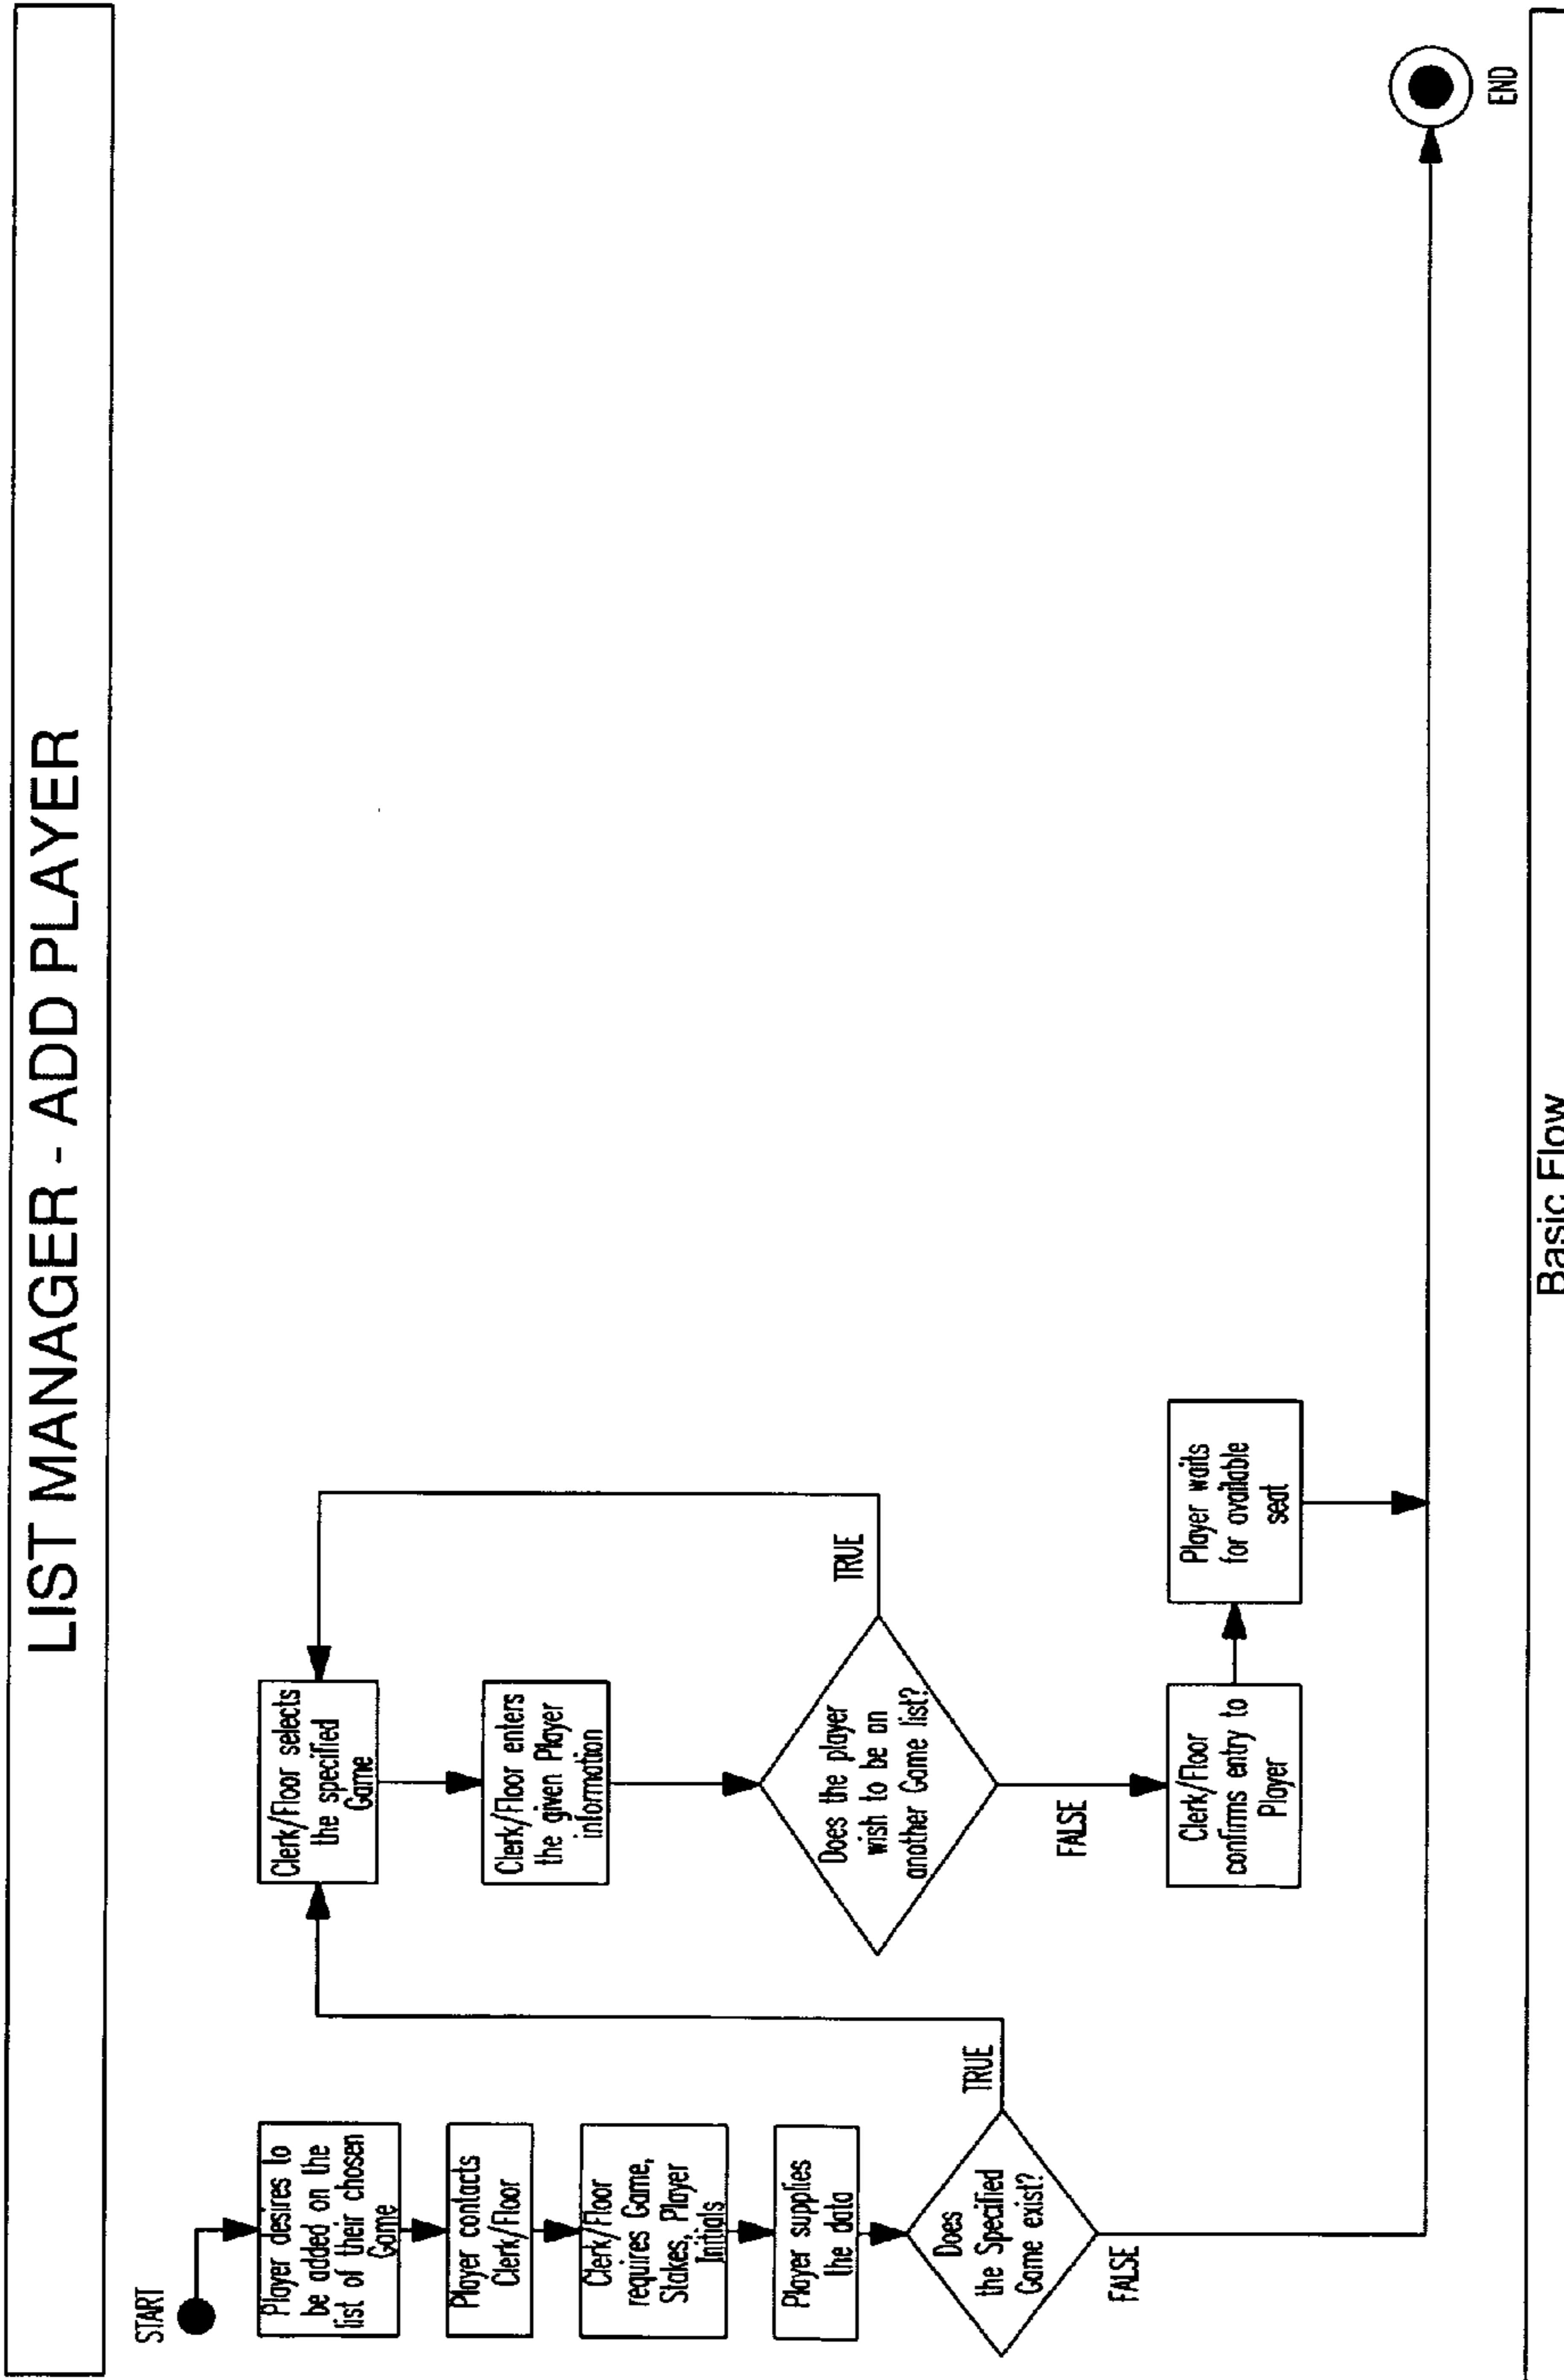 LIST MANAGER - ADD PLAYER
START
Player desires to
be added on the
list of their chosen
Game
Player contacts
Clerk/Floor
Clerk/Floor
requires Game,
Stakes, Player
Initials
Player supplies
the data
Does
the Specified
Game exist?
TRUE
FALSE
Clerk/Floor selects
the specified
Game
Clerk/Floor enters
the given Player
information
Does the player
wish to be on
another Game list?
TRUE
FALSE
Clerk/Floor
confirms entry to
Player
Player waits
for available
seat
END
Basic Flow